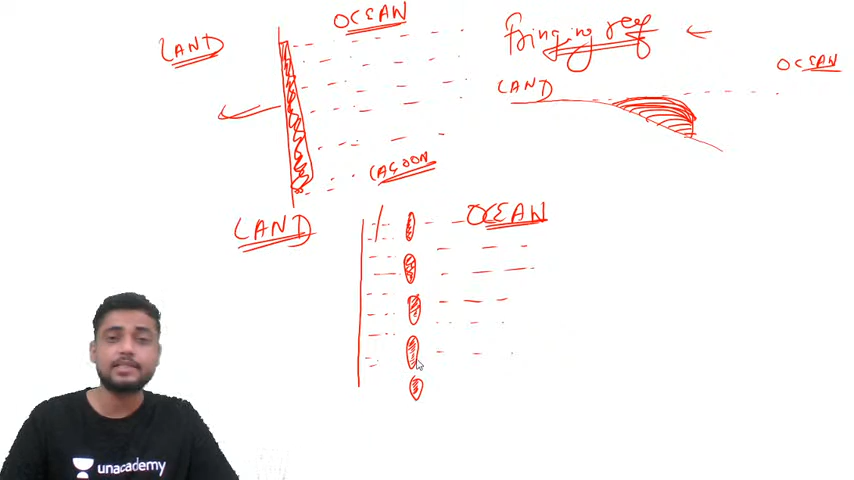 OCEAN
LAND
Fringing reef
OCEAN
LAND
LAGOON
LAND
OCEAN
unacademy